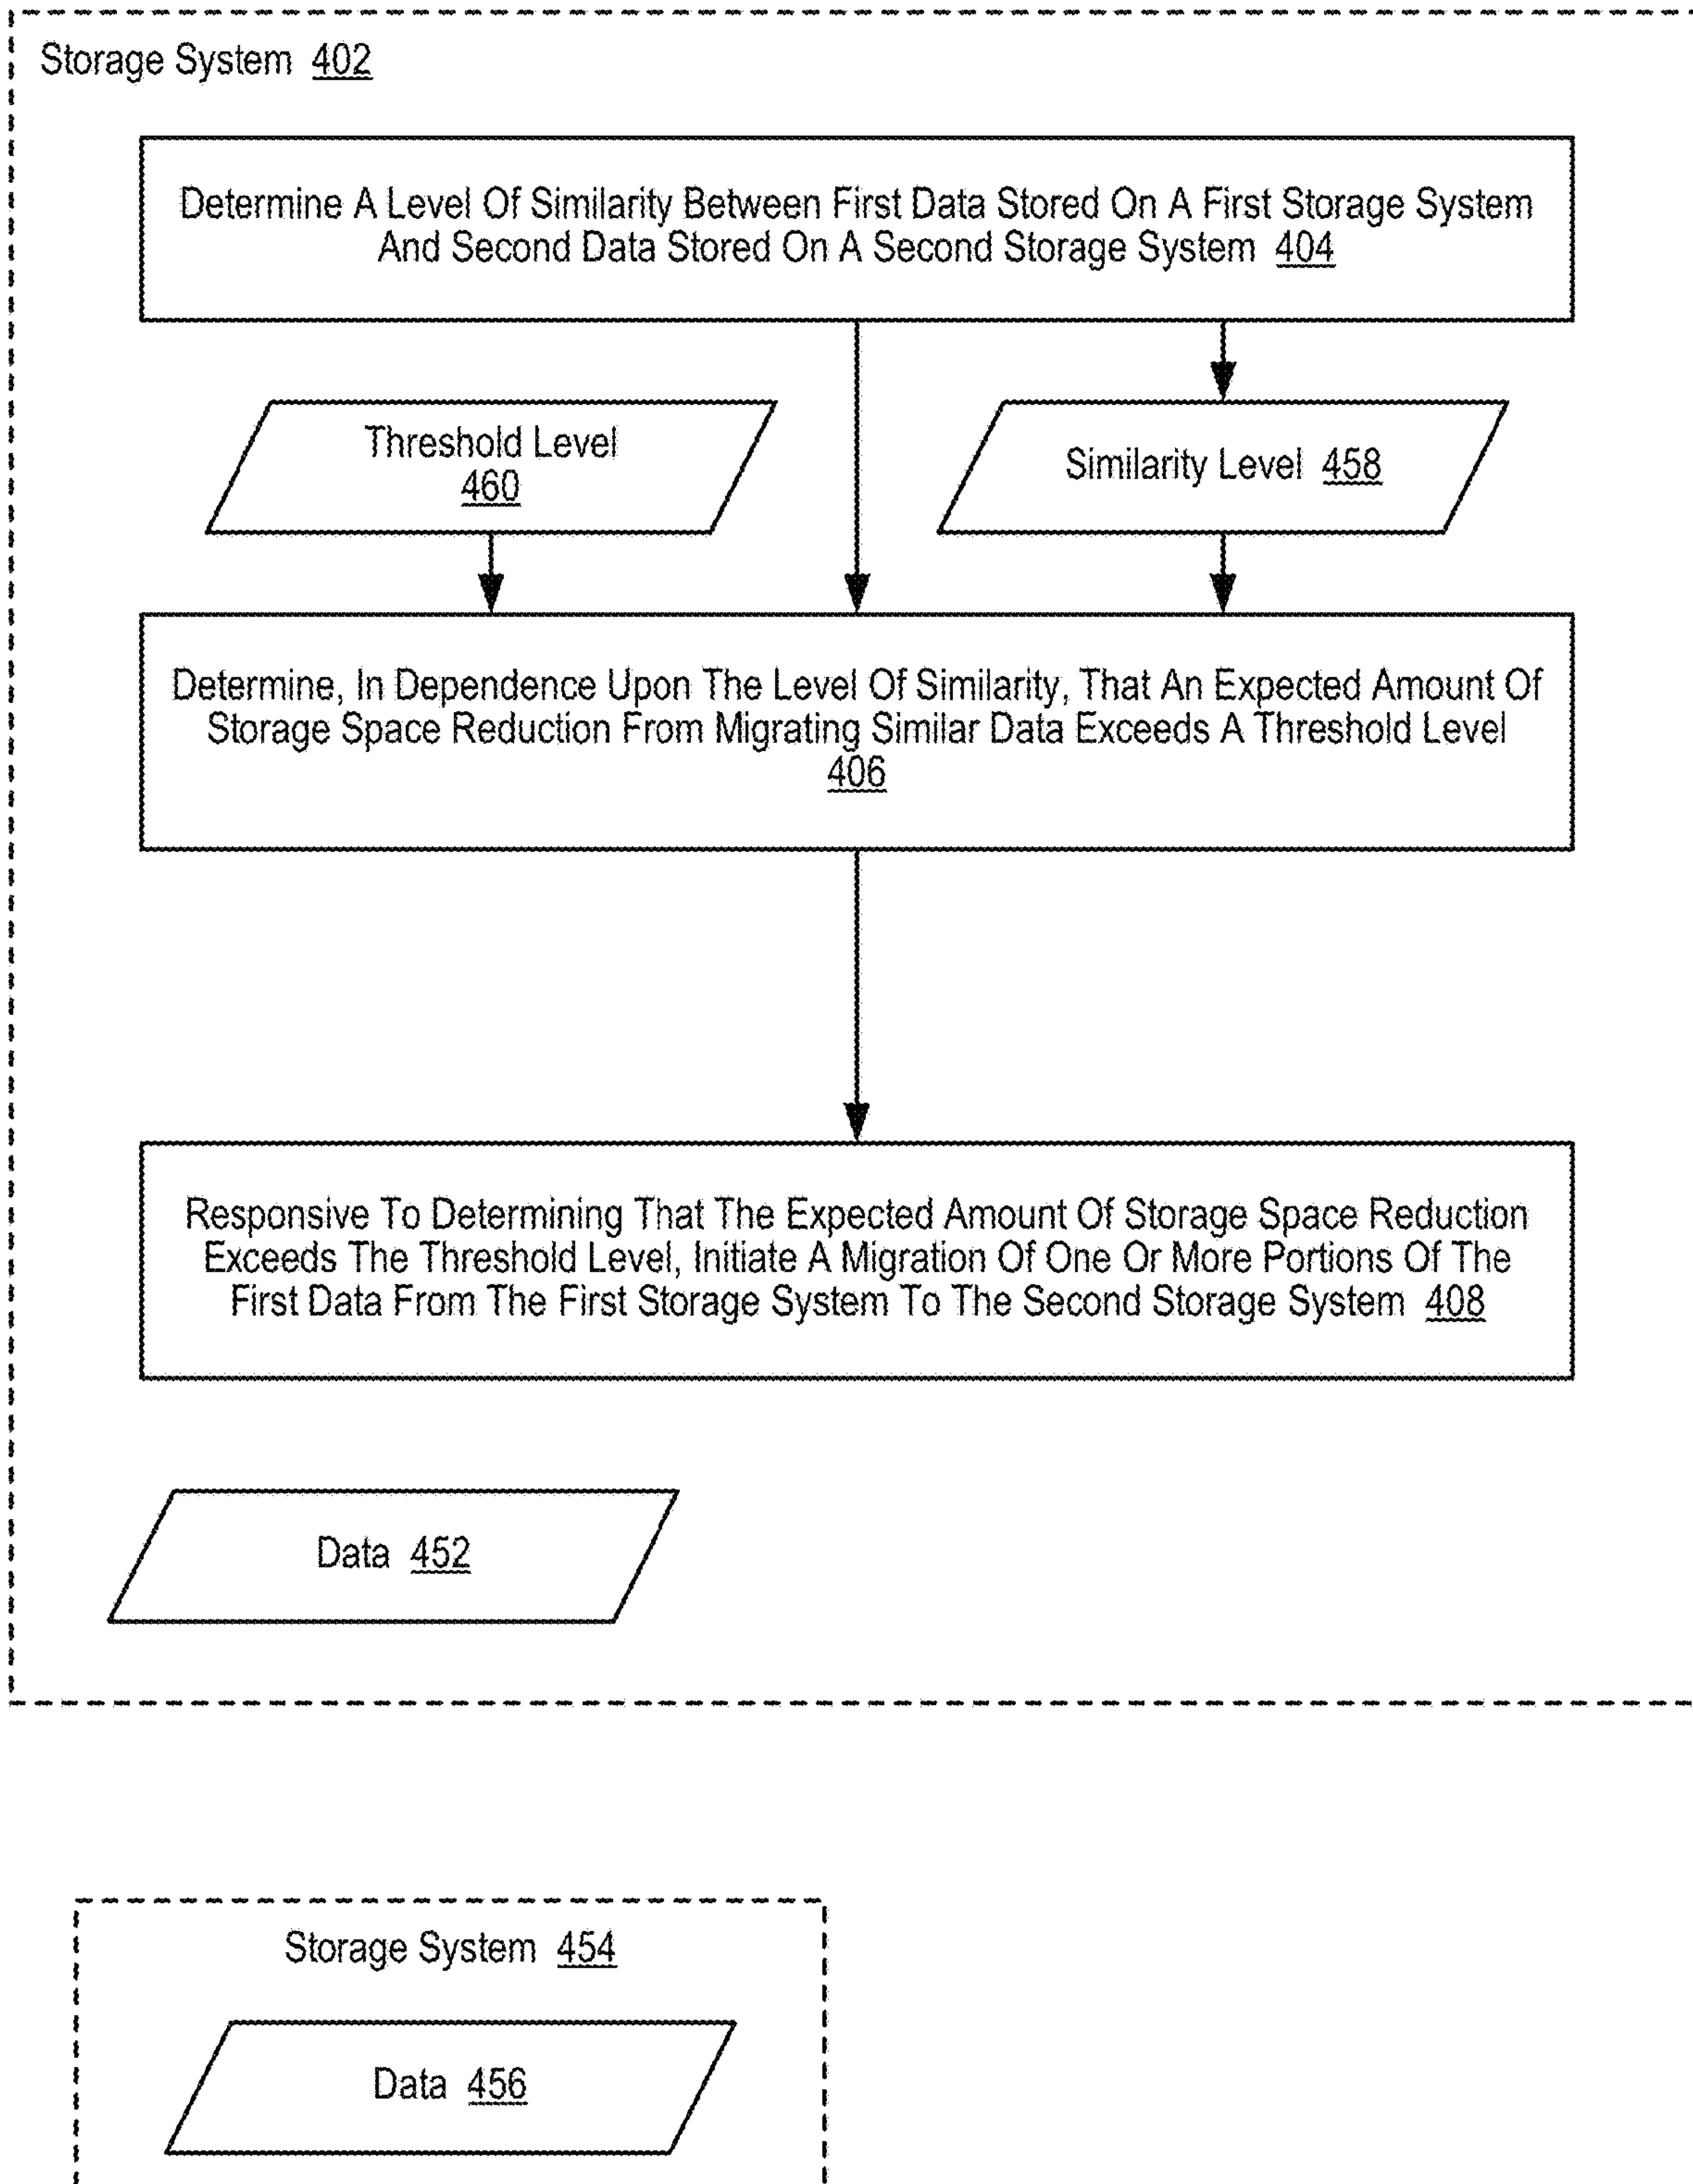 Storage System 402
Determine A Level Of Similarity Between First Data Stored On A First Storage System
And Second Data Stored On A Second Storage System 404
Threshold Level
460
Similarity Level 458
Determine, In Dependence Upon The Level Of Similarity, That An Expected Amount Of
Storage Space Reduction From Migrating Similar Data Exceeds A Threshold Level
406
Responsive To Determining That The Expected Amount Of Storage Space Reduction
Exceeds The Threshold Level, Initiate A Migration Of One Or More Portions Of The
First Data From The First Storage System To The Second Storage System 408
Data 452
Storage System 454
Data 456